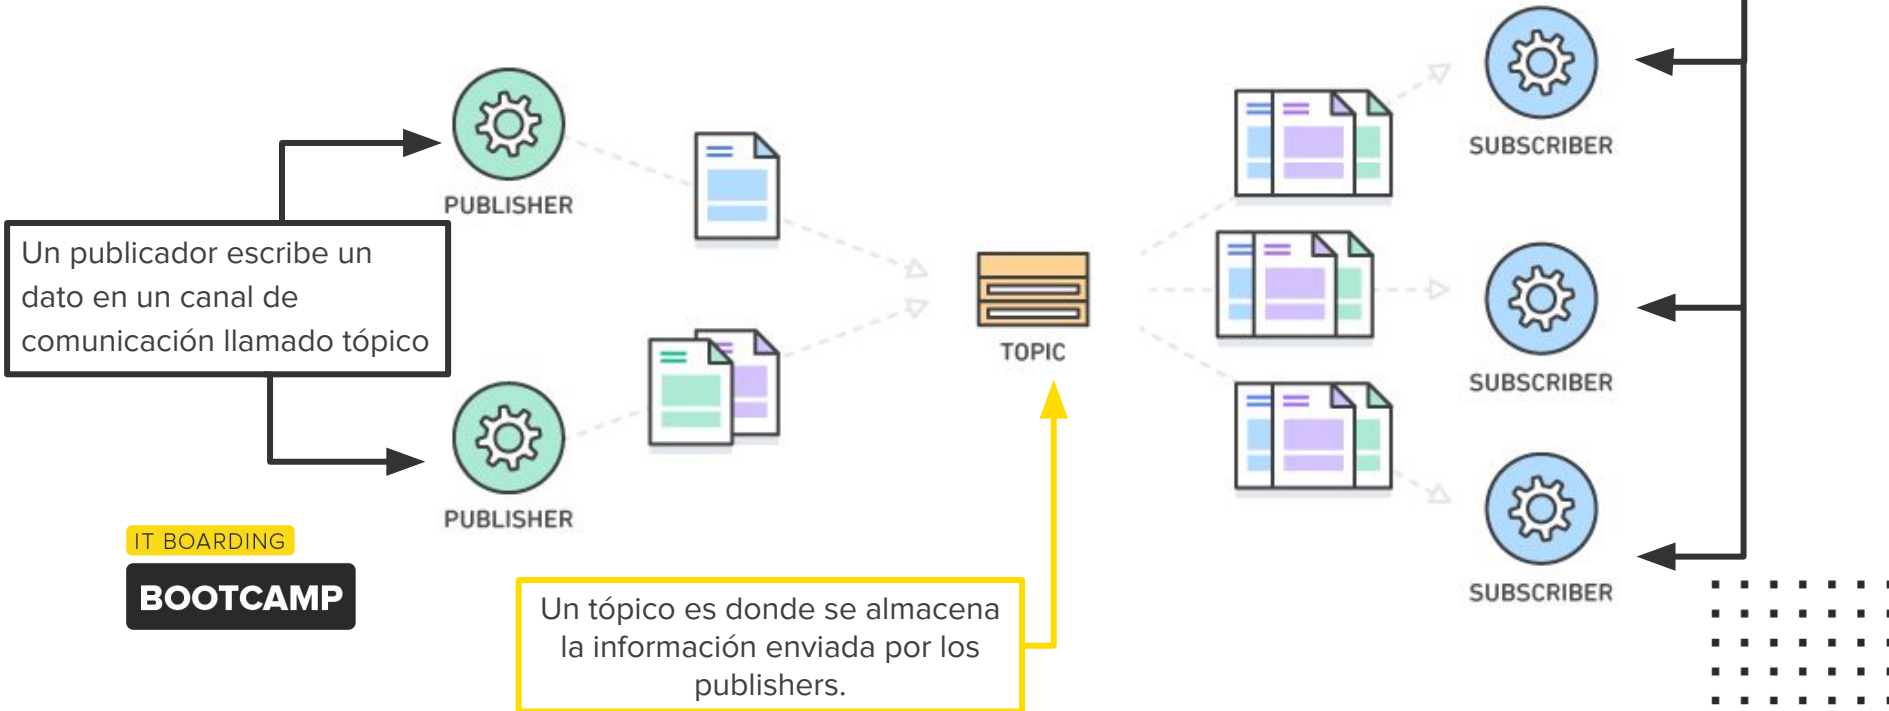 PUBLISHER
Un publicador escribe un
dato en un canal de
comunicación llamado tópico
PUBLISHER
TOPIC
SUBSCRIBER
SUBSCRIBER
SUBSCRIBER
IT BOARDING
BOOTCAMP
Un tópico es donde se almacena
la información enviada por los
publishers.